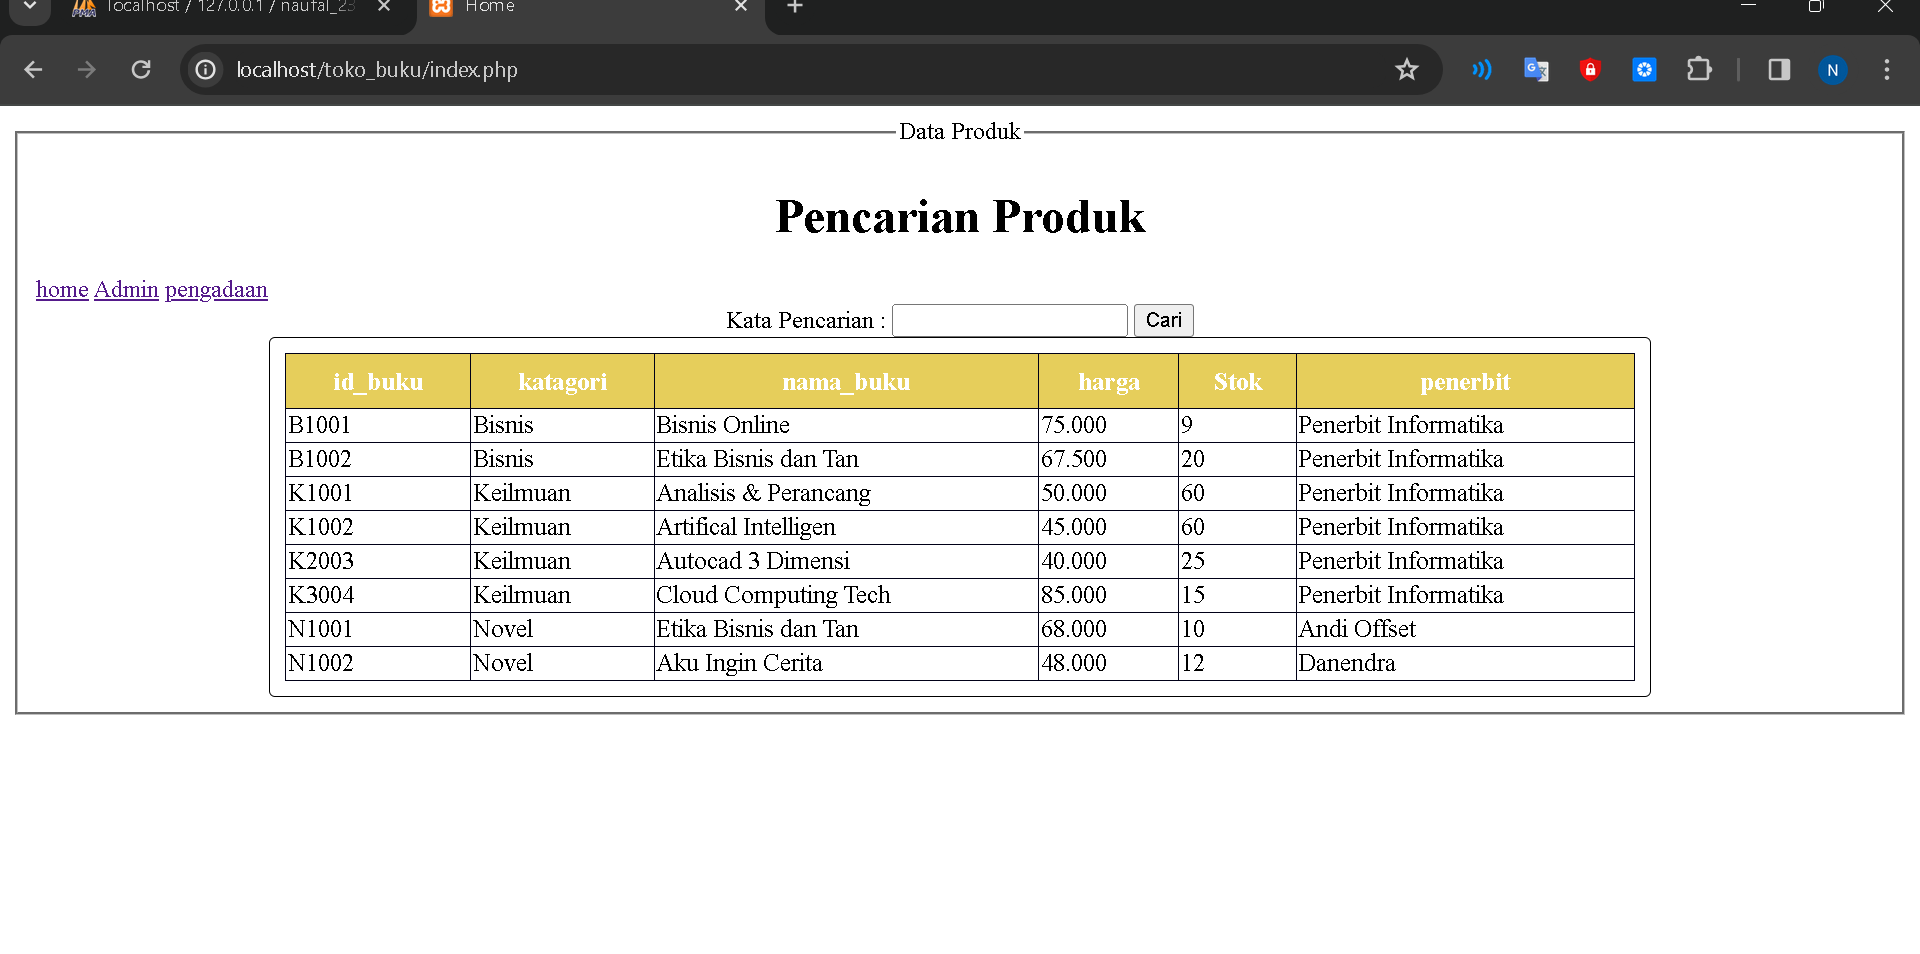 localhost / 127.0.0.1 / naufal_23
Home
localhost/toko_buku/index.php
N
Data Produk
Pencarian Produk
home Admin pengadaan
Kata Pencarian : Cari
id_buku katagori nama_buku harga Stok penerbit
B1001 Bisnis Bisnis Online 75.000 9 Penerbit Informatika
B1002 Bisnis Etika Bisnis dan Tan 67.500 20 Penerbit Informatika
K1001 Keilmuan Analisis & Perancang 50.000 60 Penerbit Informatika
K1002 Keilmuan Artifical Intelligen 45.000 60 Penerbit Informatika
K2003 Keilmuan Autocad 3 Dimensi 40.000 25 Penerbit Informatika
K3004 Keilmuan Cloud Computing Tech 85.000 15 Penerbit Informatika
N1001 Novel Etika Bisnis dan Tan 68.000 10 Andi Offset
N1002 Novel Aku Ingin Cerita 48.000 12 Danendra